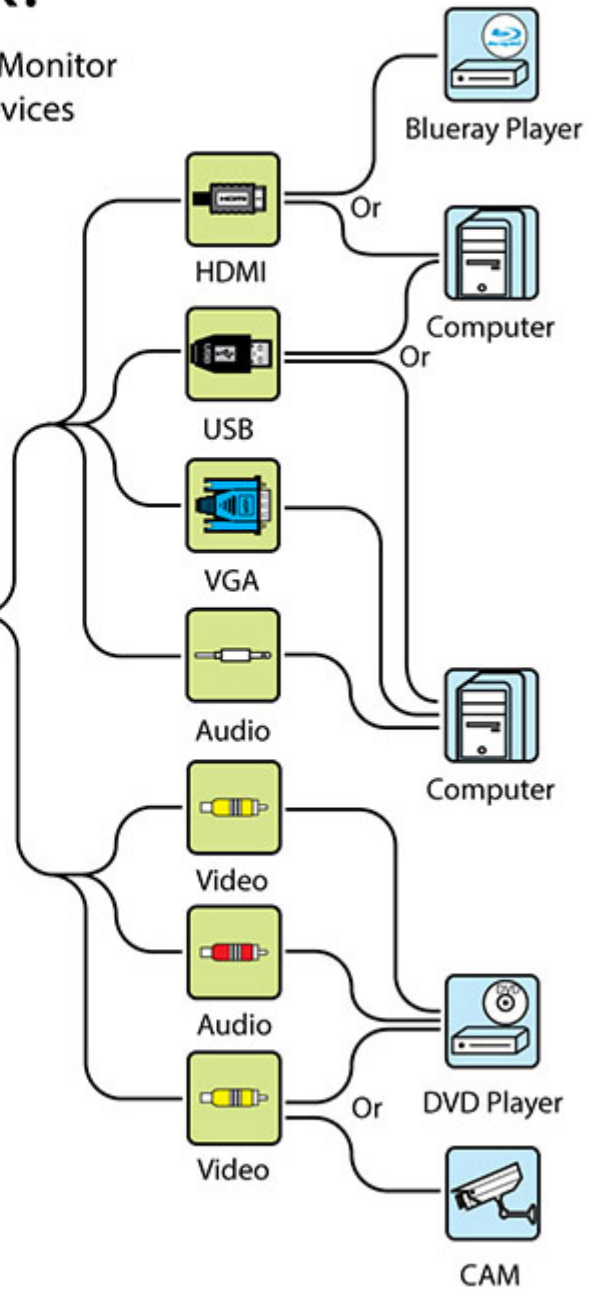 Monitor
vices
Blueray Player
HDMI
Or
Computer
USB
Or
VGA
Audio
Computer
Video
Audio
DVD
DVD Player
Or
Video
CAM